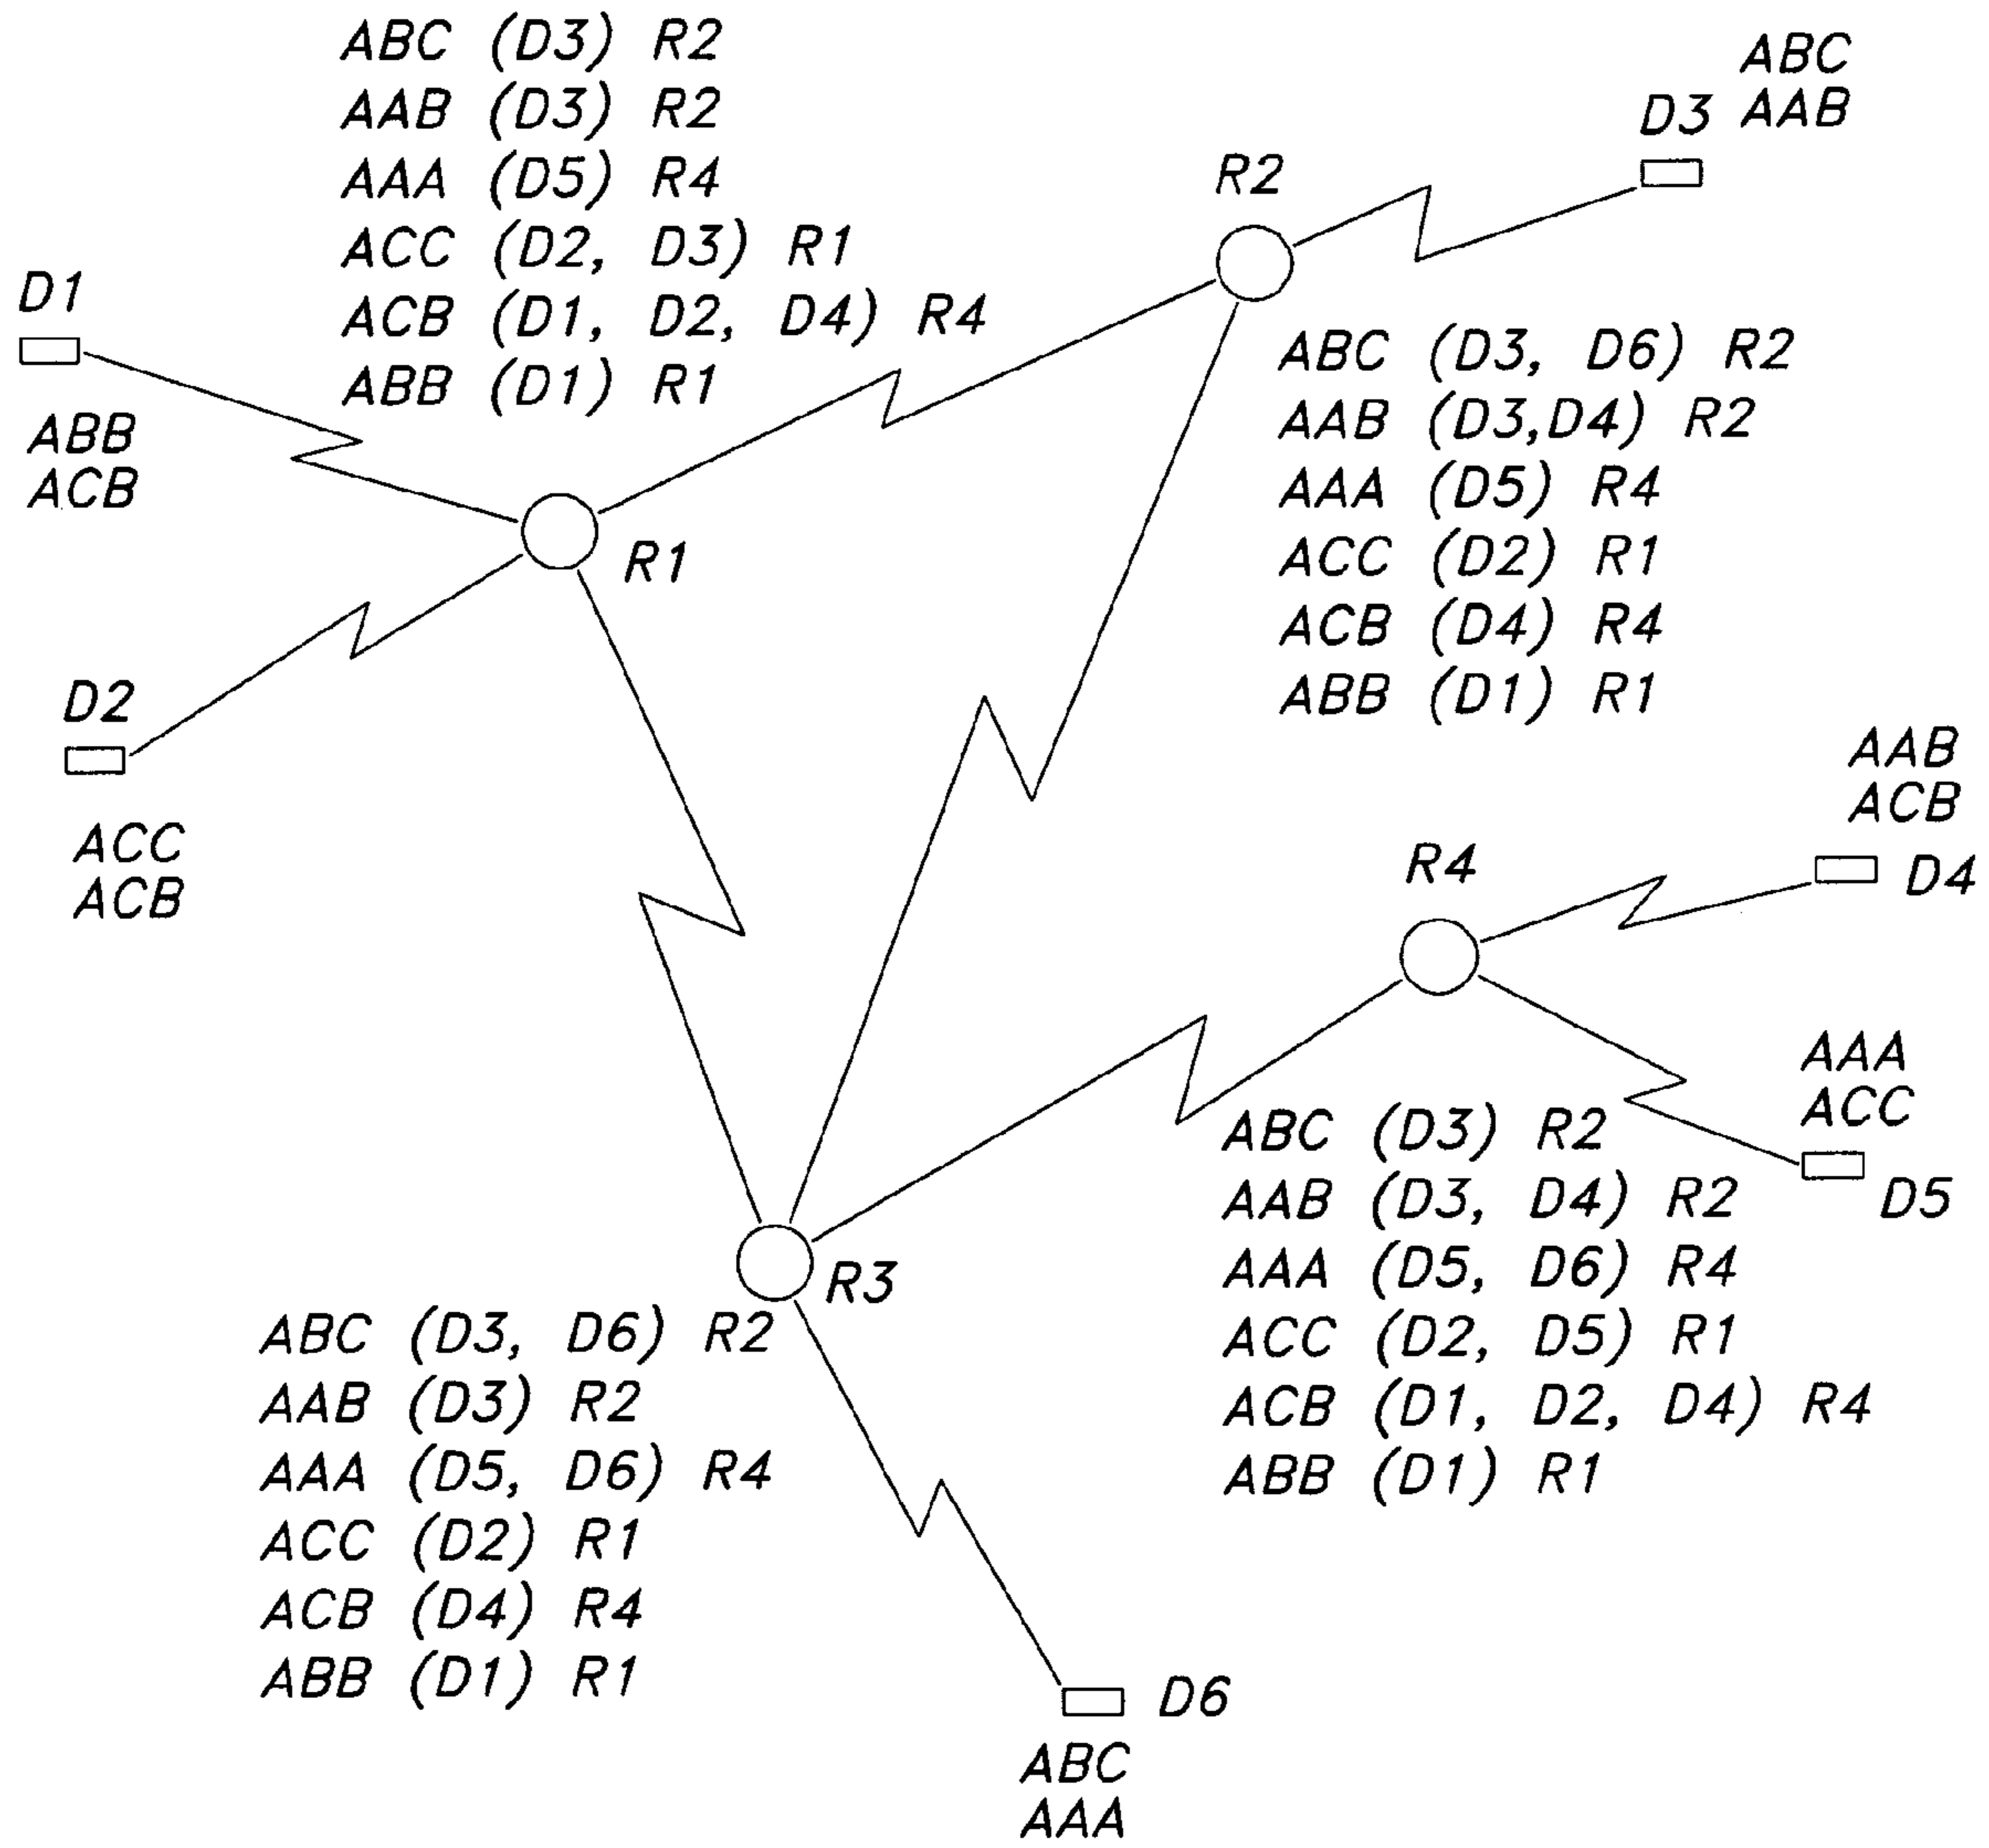 ABC (D3) R2
AAB (D3) R2
AAA (D5) R4
ACC (D2, D3) R1
ACB (D1, D2, D4) R4
ABB (D1) R1
ABC
D3 AAB
R2
D1
ABB
ACB
R1
ABC (D3, D6) R2
AAB (D3,D4) R2
AAA (D5) R4
ACC (D2) R1
ACB (D4) R4
ABB (D1) R1
D2
ACC
ACB
AAB
ACB
R4
D4
AAA
ACC
D5
ABC (D3) R2
AAB (D3, D4) R2
AAA (D5, D6) R4
ACC (D2, D5) R1
ACB (D1, D2, D4) R4
ABB (D1) R1
R3
ABC (D3, D6) R2
AAB (D3) R2
AAA (D5, D6) R4
ACC (D2) R1
ACB (D4) R4
ABB (D1) R1
D6
ABC
AAA